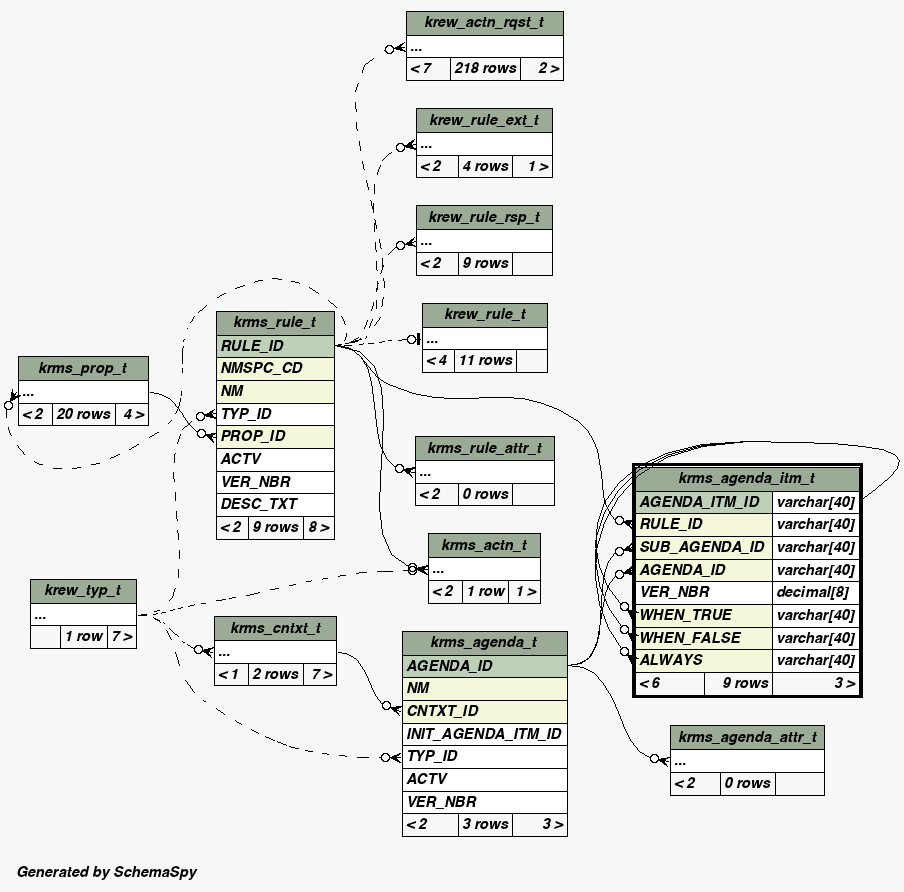 krew_actn_rqst_t
...
< 7 218 rows 2 >
krew_rule_ext_t
...
< 2 4 rows 1 >
krew_rule_rsp_t
...
< 2 9 rows
krew_rule_t
...
< 4 11 rows
krms_rule_t
RULE_ID
NMSPC_CD
NM
TYP_ID
PROP_ID
ACTV
VER_NBR
DESC_TXT
< 2 9 rows 8 >
krms_prop_t
...
< 2 20 rows 4 >
krms_rule_attr_t
...
< 2 0 rows
krms_agenda_itm_t
AGENDA_ITM_ID varchar[40]
RULE_ID varchar[40]
SUB_AGENDA_ID varchar[40]
AGENDA_ID varchar[40]
VER_NBR decimal[8]
WHEN_TRUE varchar[40]
WHEN_FALSE varchar[40]
ALWAYS varchar[40]
< 6 9 rows 3 >
krms_actn_t
...
< 2 1 row 1 >
krew_typ_t
...
1 row 7 >
krms_cntxt_t
...
< 1 2 rows 7 >
krms_agenda_t
AGENDA_ID
NM
CNTXT_ID
INIT_AGENDA_ITM_ID
TYP_ID
ACTV
VER_NBR
< 2 3 rows 3 >
krms_agenda_attr_t
...
< 2 0 rows
Generated by SchemaSpy